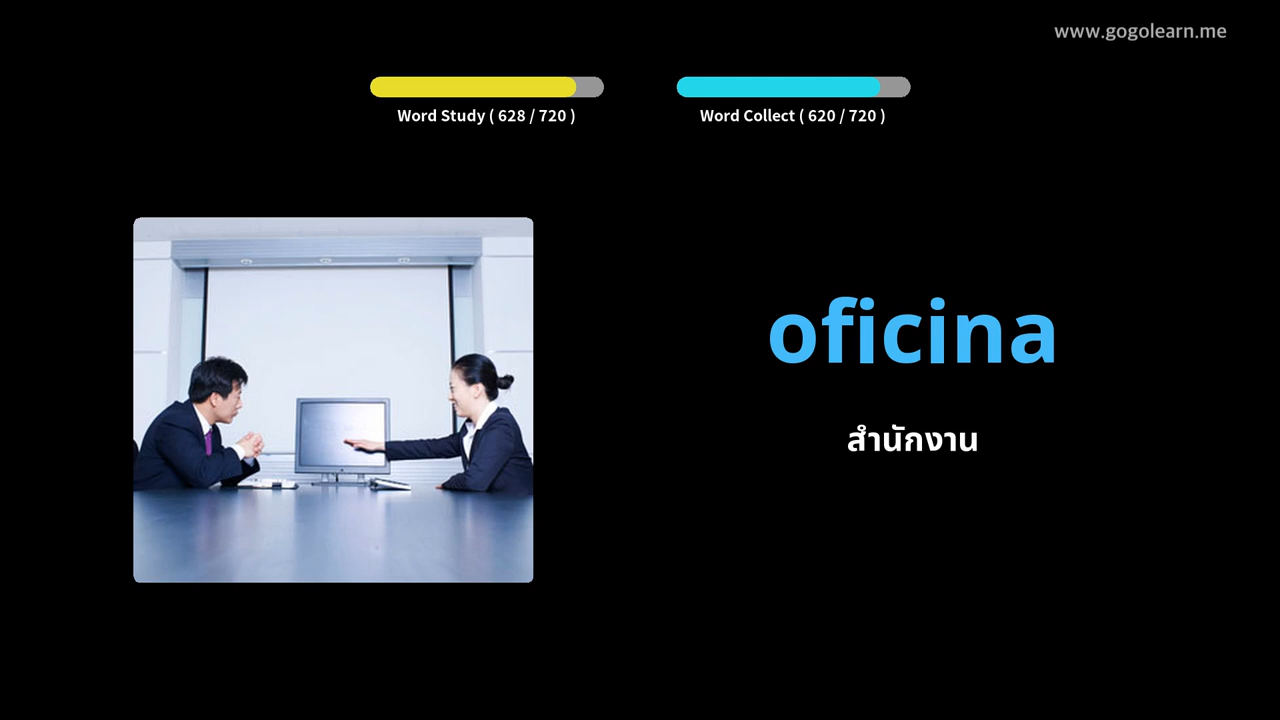 www.gogolearn.me
Word Study ( 628 / 720 )
Word Collect ( 620 / 720 )
oficina
สำนักงาน